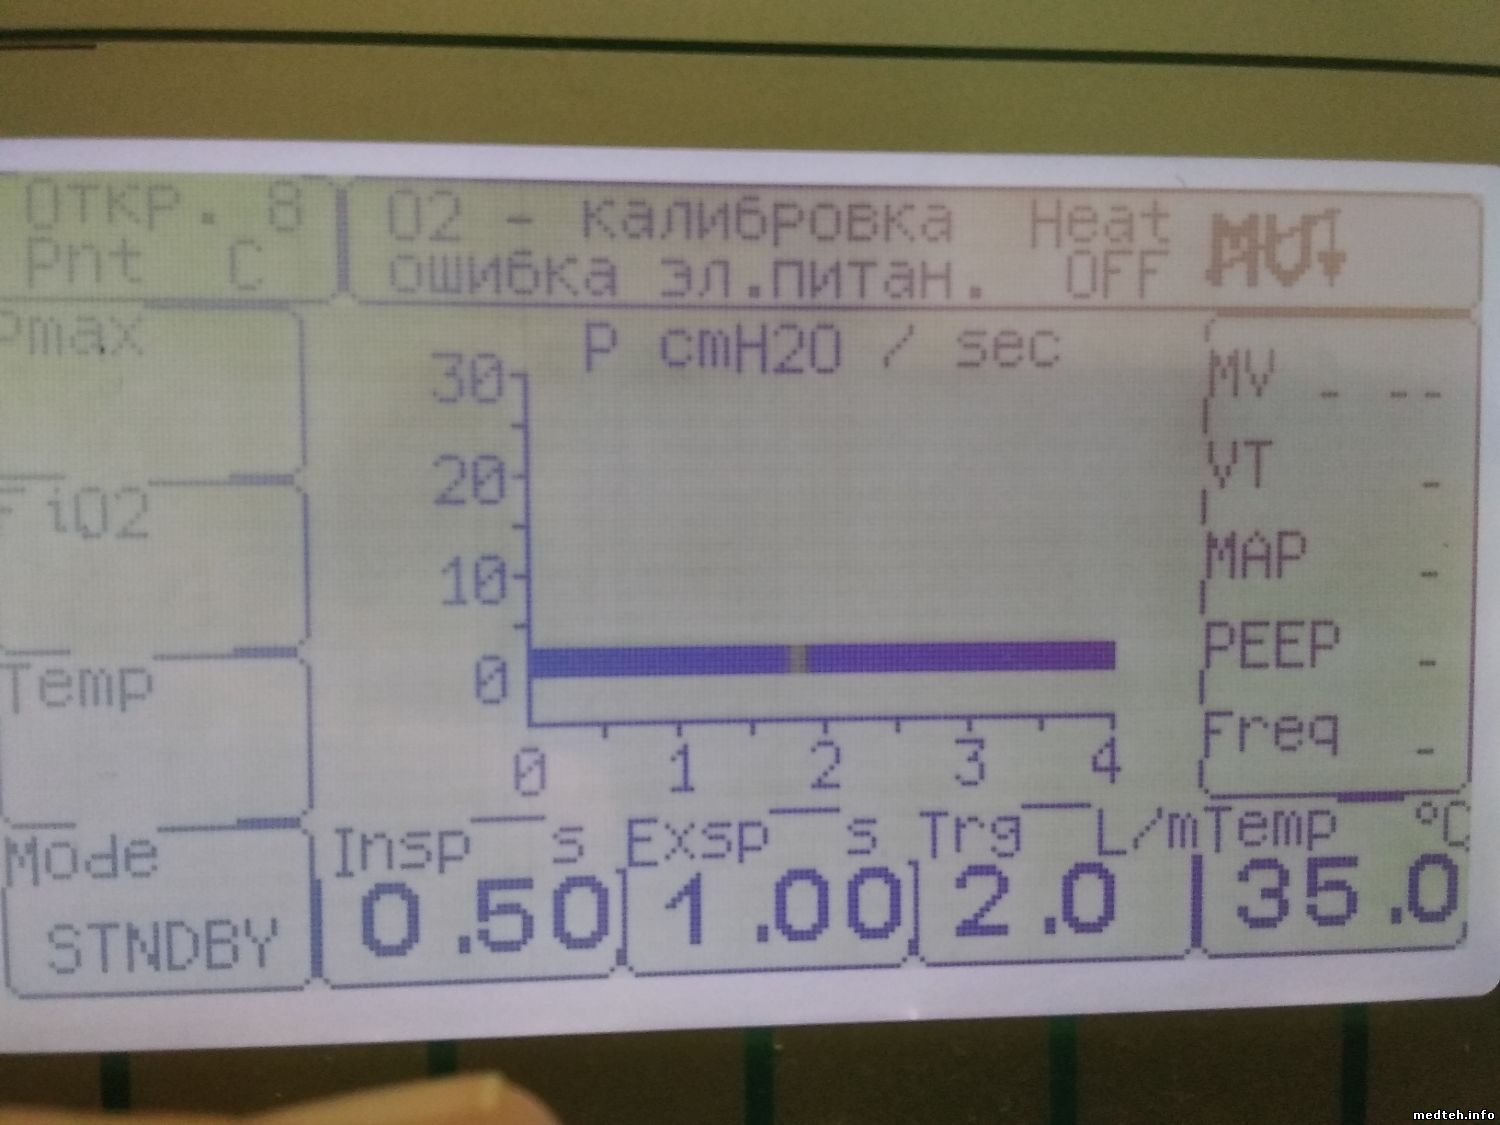 Откр. 8
Pnt C
O2 - калибровка Heat
ошибка эл.питан. OFF
Pmax
P cmH2O / sec
30
20
10
0
0 1 2 3 4
FiO2
Temp
Mode
STNDBY
MV - --
VT -
MAP -
PEEP -
Freq -
Insp s
0.50
Exsp s
1.00
Trg L/m
2.0
Temp °C
35.0
medteh.info